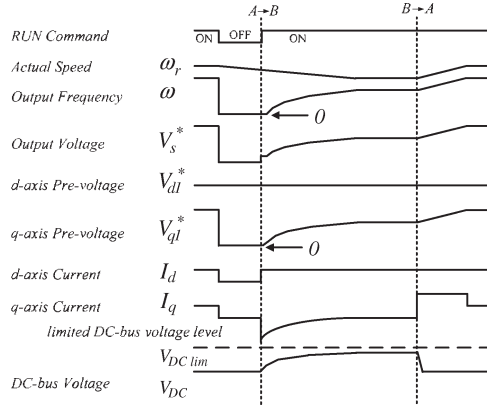 A→B B→A
RUN Command ON OFF ON
Actual Speed ωr
Output Frequency ω 0
Output Voltage Vs*
d-axis Pre-voltage VdI*
q-axis Pre-voltage VqI* 0
d-axis Current Id
q-axis Current Iq
limited DC-bus voltage level
VDC lim
DC-bus Voltage VDC